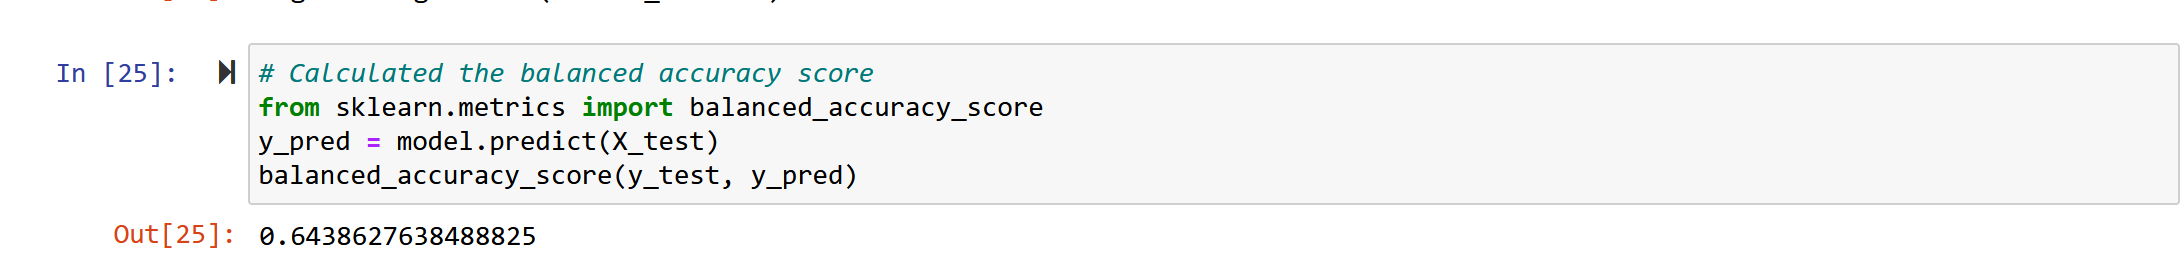 In [25]:
# Calculated the balanced accuracy score
from sklearn.metrics import balanced_accuracy_score
y_pred = model.predict(X_test)
balanced_accuracy_score(y_test, y_pred)
Out[25]: 0.6438627638488825